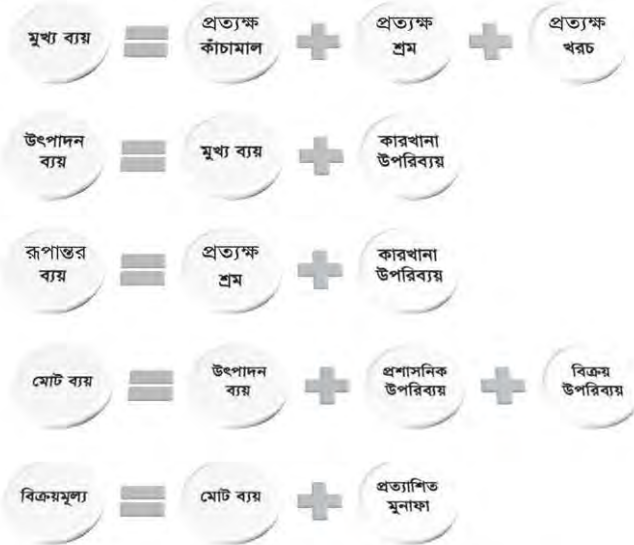 মুখ্য ব্যয় = প্রত্যক্ষ কাঁচামাল + প্রত্যক্ষ শ্রম + প্রত্যক্ষ খরচ
উৎপাদন ব্যয় = মুখ্য ব্যয় + কারখানা উপরিব্যয়
রূপান্তর ব্যয় = প্রত্যক্ষ শ্রম + কারখানা উপরিব্যয়
মোট ব্যয় = উৎপাদন ব্যয় + প্রশাসনিক উপরিব্যয় + বিক্রয় উপরিব্যয়
বিক্রয়মূল্য = মোট ব্যয় + প্রত্যাশিত মুনাফা